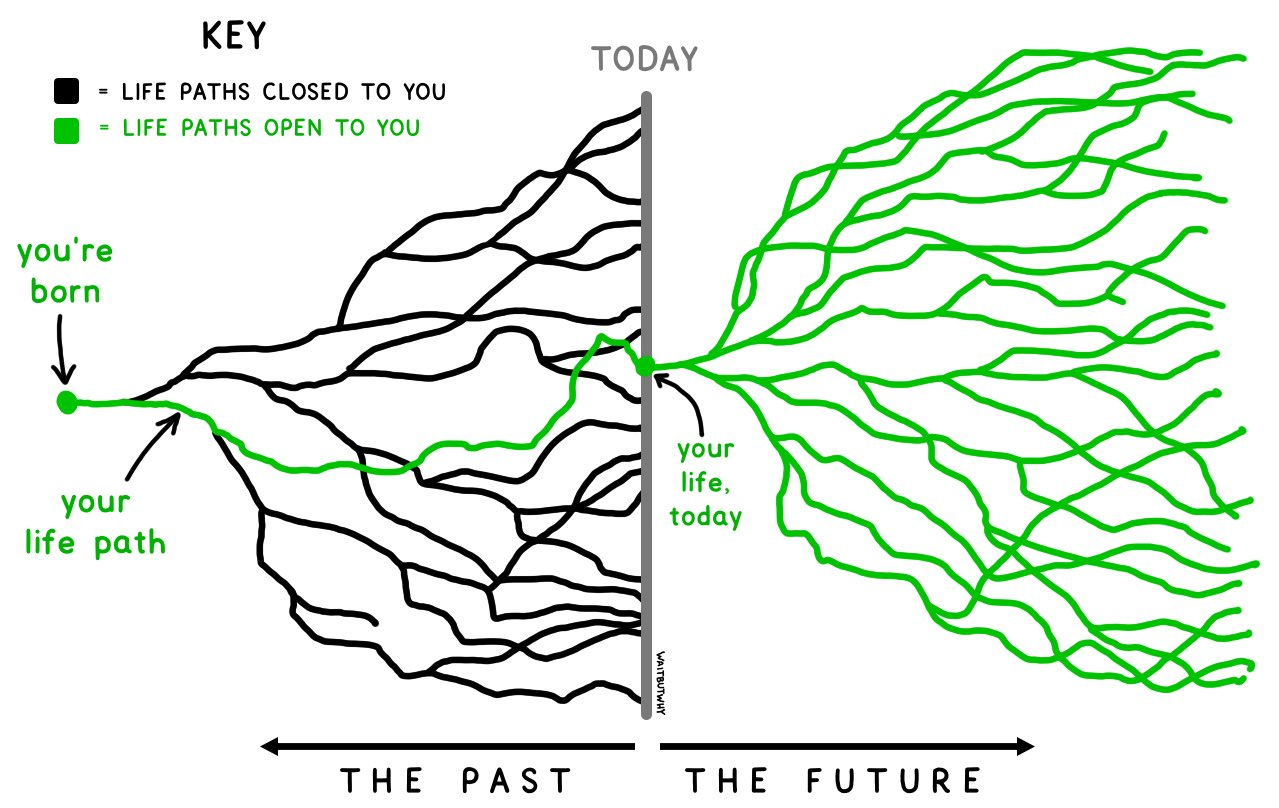 KEY
= LIFE PATHS CLOSED TO YOU
= LIFE PATHS OPEN TO YOU
TODAY
you're
born
your
life path
your
life,
today
WAITBUTWHY
THE PAST
THE FUTURE